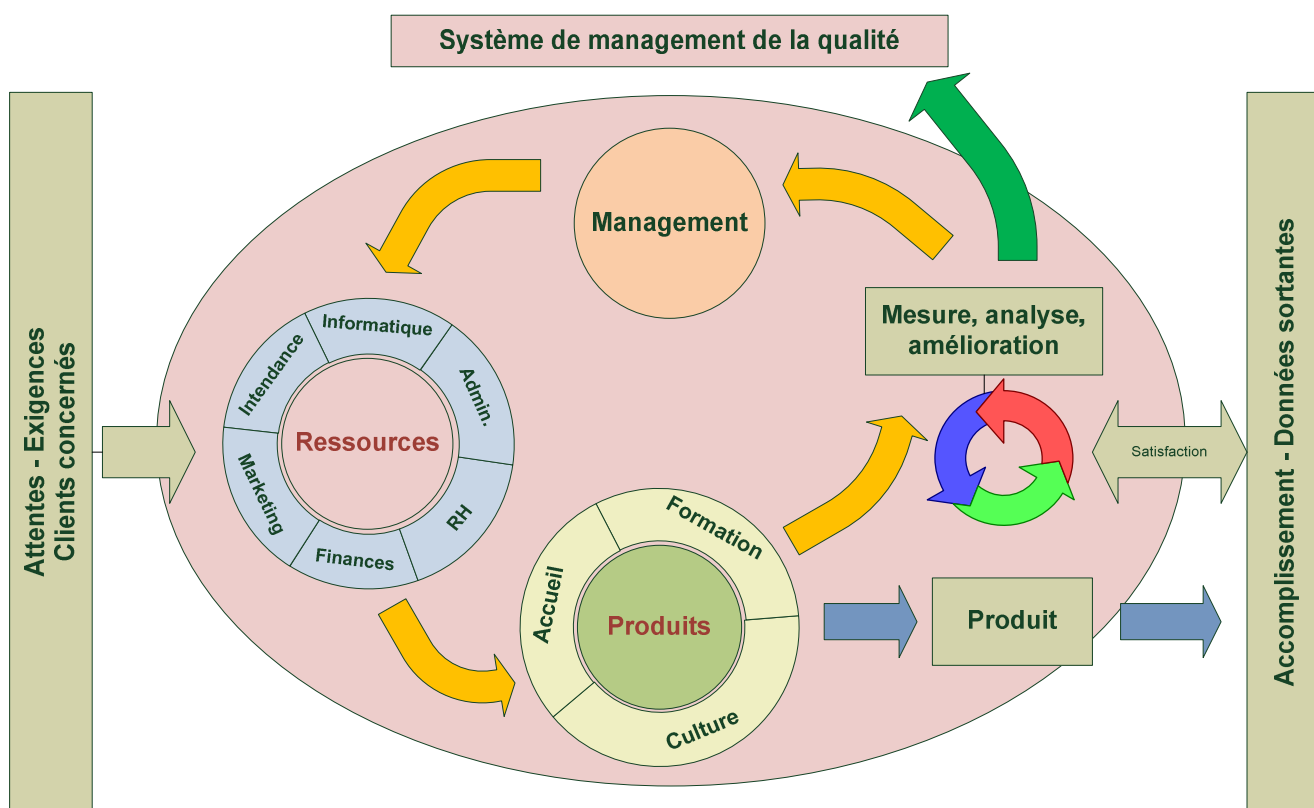 Système de management de la qualité
Attentes - Exigences
Clients concernés
Management
Mesure, analyse,
amélioration
Informatique
Intendance
Admin.
Ressources
Marketing
RH
Finances
Satisfaction
Formation
Accueil
Produits
Culture
Produit
Accomplissement - Données sortantes